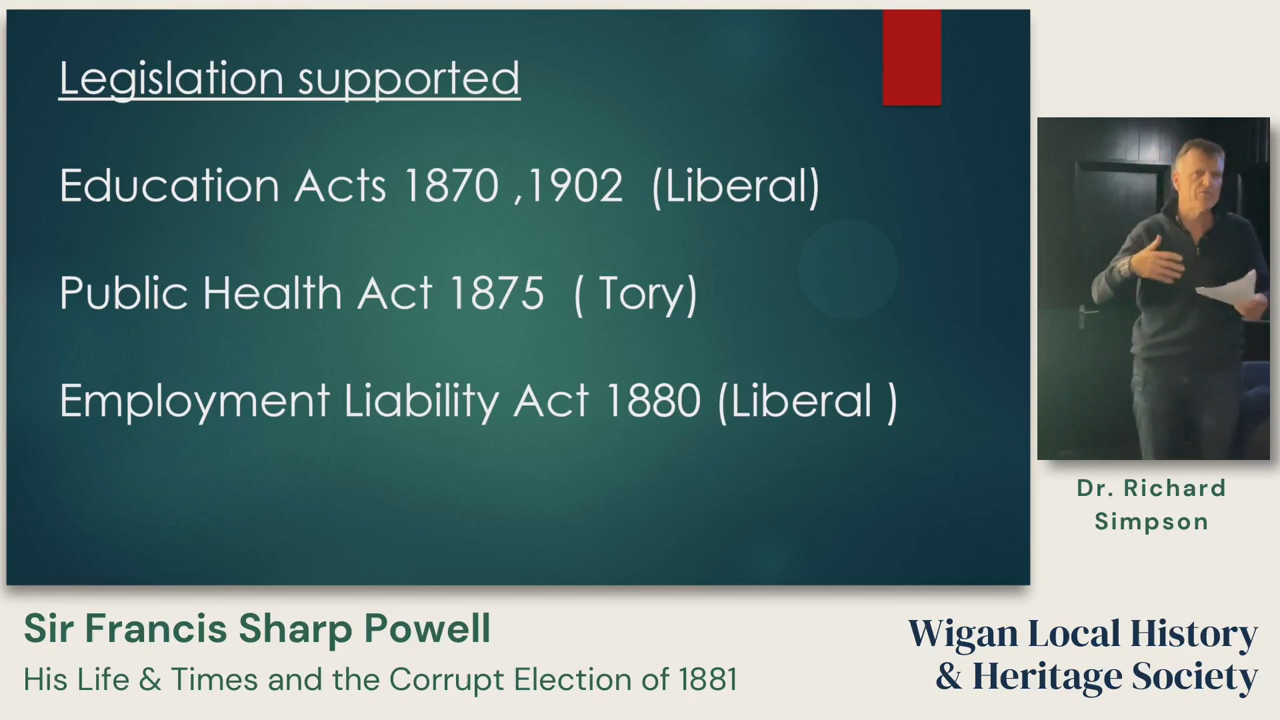 Legislation supported
Education Acts 1870 ,1902 (Liberal)
Public Health Act 1875 ( Tory)
Employment Liability Act 1880 (Liberal )
Dr. Richard
Simpson
Sir Francis Sharp Powell
His Life & Times and the Corrupt Election of 1881
Wigan Local History
& Heritage Society